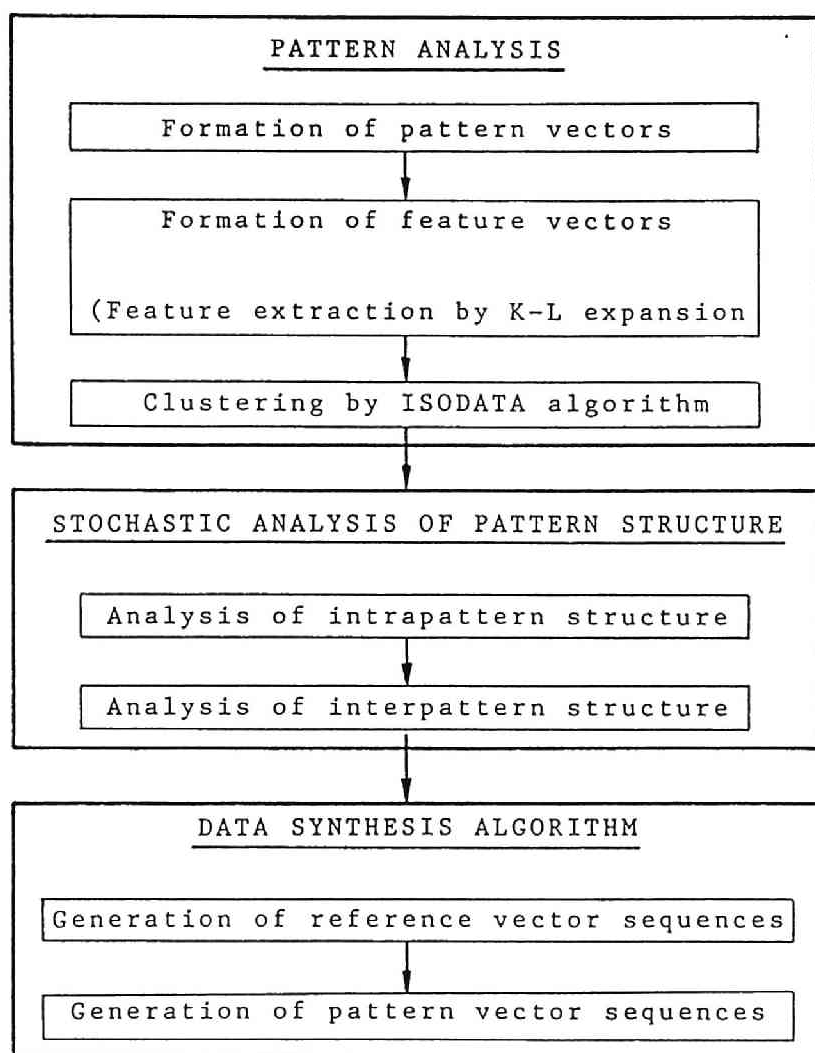 PATTERN ANALYSIS
Formation of pattern vectors
Formation of feature vectors
(Feature extraction by K-L expansion
Clustering by ISODATA algorithm
STOCHASTIC ANALYSIS OF PATTERN STRUCTURE
Analysis of intrapattern structure
Analysis of interpattern structure
DATA SYNTHESIS ALGORITHM
Generation of reference vector sequences
Generation of pattern vector sequences